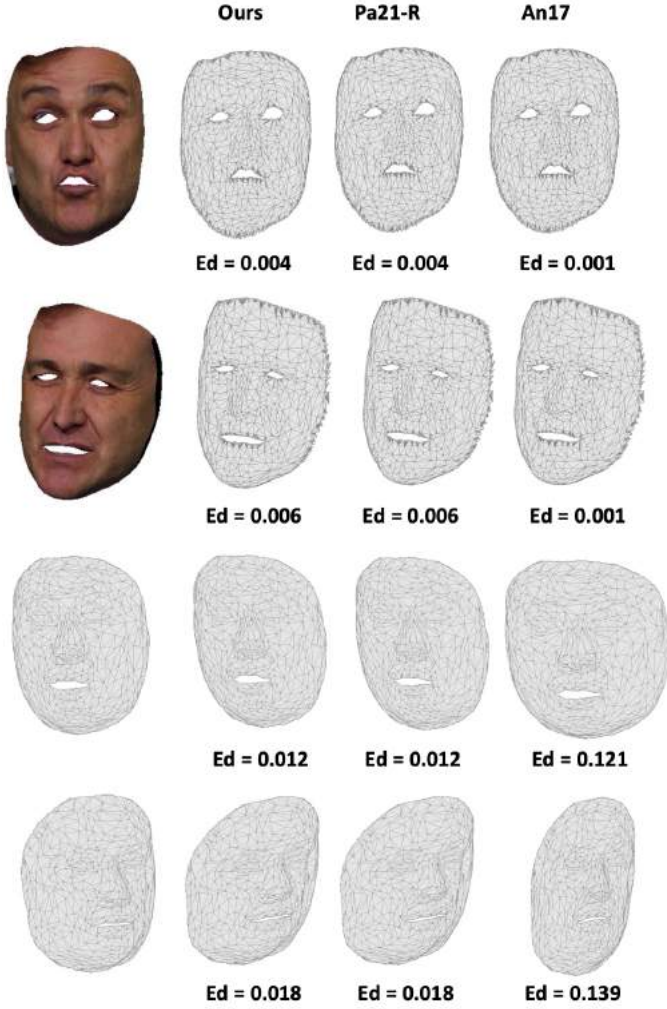 Ours Pa21-R An17
Ed = 0.004 Ed = 0.004 Ed = 0.001
Ed = 0.006 Ed = 0.006 Ed = 0.001
Ed = 0.012 Ed = 0.012 Ed = 0.121
Ed = 0.018 Ed = 0.018 Ed = 0.139